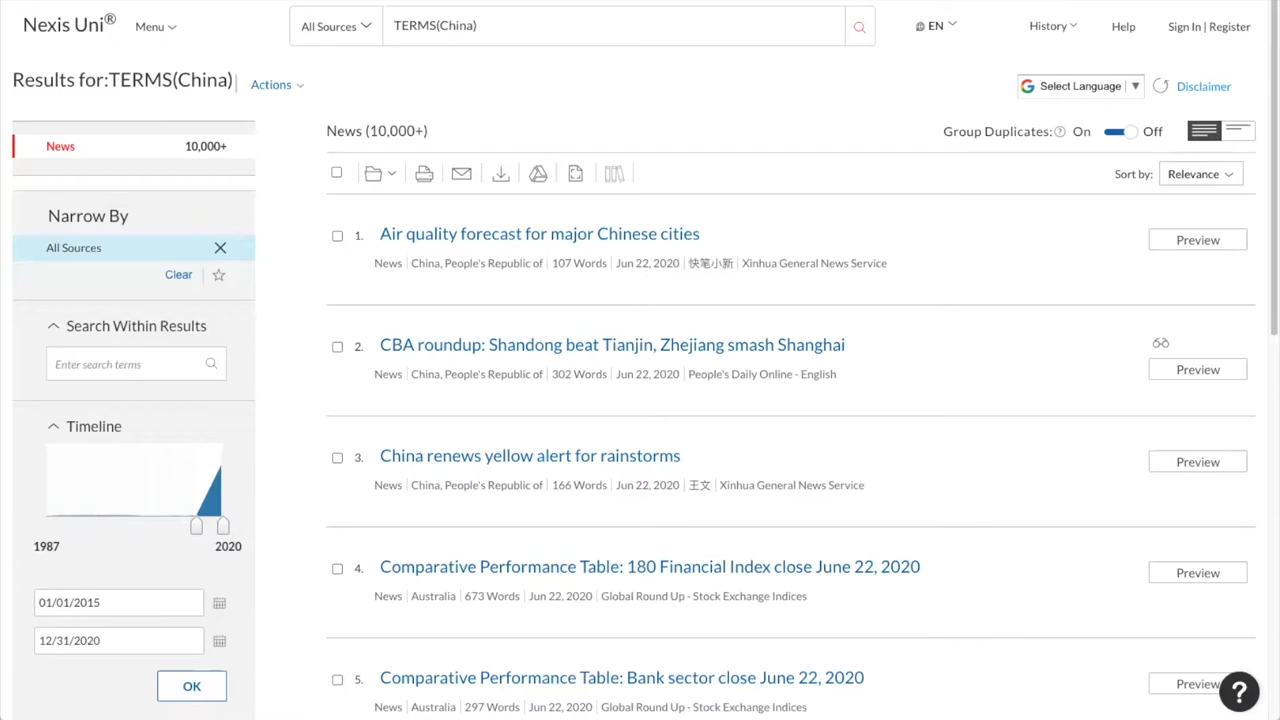 Nexis Uni®
Menu
All Sources
TERMS(China)
EN
History
Help
Sign In | Register
Results for:TERMS(China)
Actions
Select Language ▼
Disclaimer
News 10,000+
News (10,000+)
Group Duplicates: On Off
Sort by: Relevance
Narrow By
All Sources
Clear
Search Within Results
Enter search terms
Timeline
1987 2020
01/01/2015
12/31/2020
OK
1. Air quality forecast for major Chinese cities
Preview
News | China, People's Republic of | 107 Words | Jun 22, 2020 | 快笔小新 | Xinhua General News Service
2. CBA roundup: Shandong beat Tianjin, Zhejiang smash Shanghai
Preview
News | China, People's Republic of | 302 Words | Jun 22, 2020 | People's Daily Online - English
3. China renews yellow alert for rainstorms
Preview
News | China, People's Republic of | 166 Words | Jun 22, 2020 | 王文 | Xinhua General News Service
4. Comparative Performance Table: 180 Financial Index close June 22, 2020
Preview
News | Australia | 673 Words | Jun 22, 2020 | Global Round Up - Stock Exchange Indices
5. Comparative Performance Table: Bank sector close June 22, 2020
Preview
News | Australia | 297 Words | Jun 22, 2020 | Global Round Up - Stock Exchange Indices
?